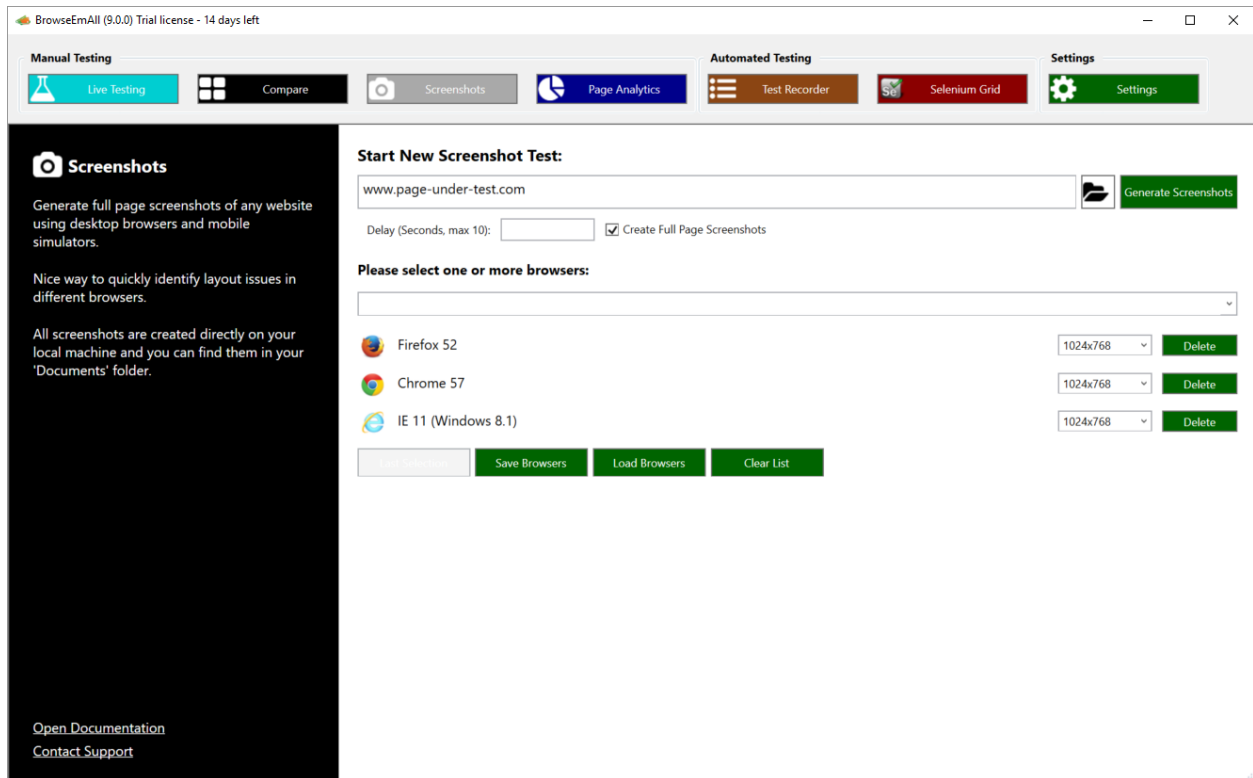 BrowseEmAll (9.0.0) Trial license - 14 days left
Manual Testing
Automated Testing
Settings
Live Testing
Compare
Screenshots
Page Analytics
Test Recorder
Se
Selenium Grid
Settings
Screenshots
Generate full page screenshots of any website
using desktop browsers and mobile
simulators.
Nice way to quickly identify layout issues in
different browsers.
All screenshots are created directly on your
local machine and you can find them in your
'Documents' folder.
Open Documentation
Contact Support
Start New Screenshot Test:
www.page-under-test.com
Generate Screenshots
Delay (Seconds, max 10):
Create Full Page Screenshots
Please select one or more browsers:
Firefox 52
1024x768
Delete
Chrome 57
1024x768
Delete
IE 11 (Windows 8.1)
1024x768
Delete
Save Browsers
Load Browsers
Clear List